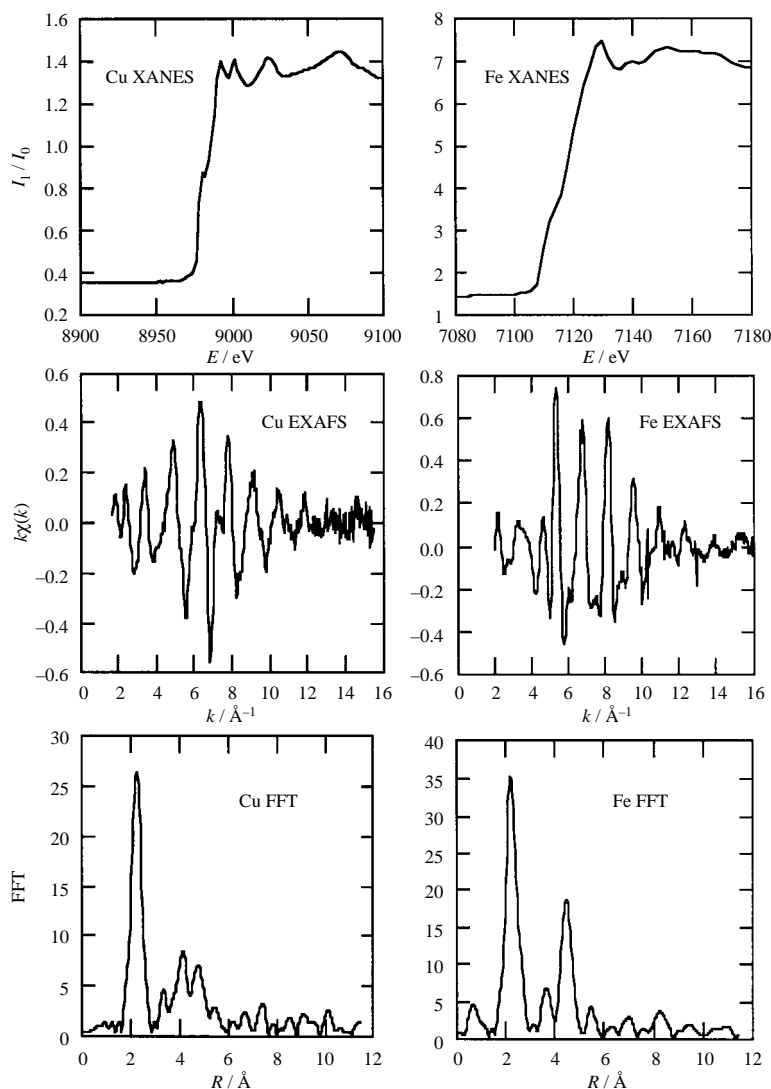 1.6
1.4
1.2
1.0
0.8
0.6
0.4
0.2
I₁ / I₀
Cu XANES
8900 8950 9000 9050 9100
E / eV
8
7
6
5
4
3
2
1
Fe XANES
7080 7100 7120 7140 7160 7180
E / eV
0.6
0.4
0.2
0.0
–0.2
–0.4
–0.6
kχ(k)
Cu EXAFS
0 2 4 6 8 10 12 14 16
k / Å⁻¹
0.8
0.6
0.4
0.2
0.0
–0.2
–0.4
–0.6
Fe EXAFS
0 2 4 6 8 10 12 14 16
k / Å⁻¹
30
25
20
15
10
5
0
FFT
Cu FFT
0 2 4 6 8 10 12
R / Å
40
35
30
25
20
15
10
5
0
Fe FFT
0 2 4 6 8 10 12
R / Å